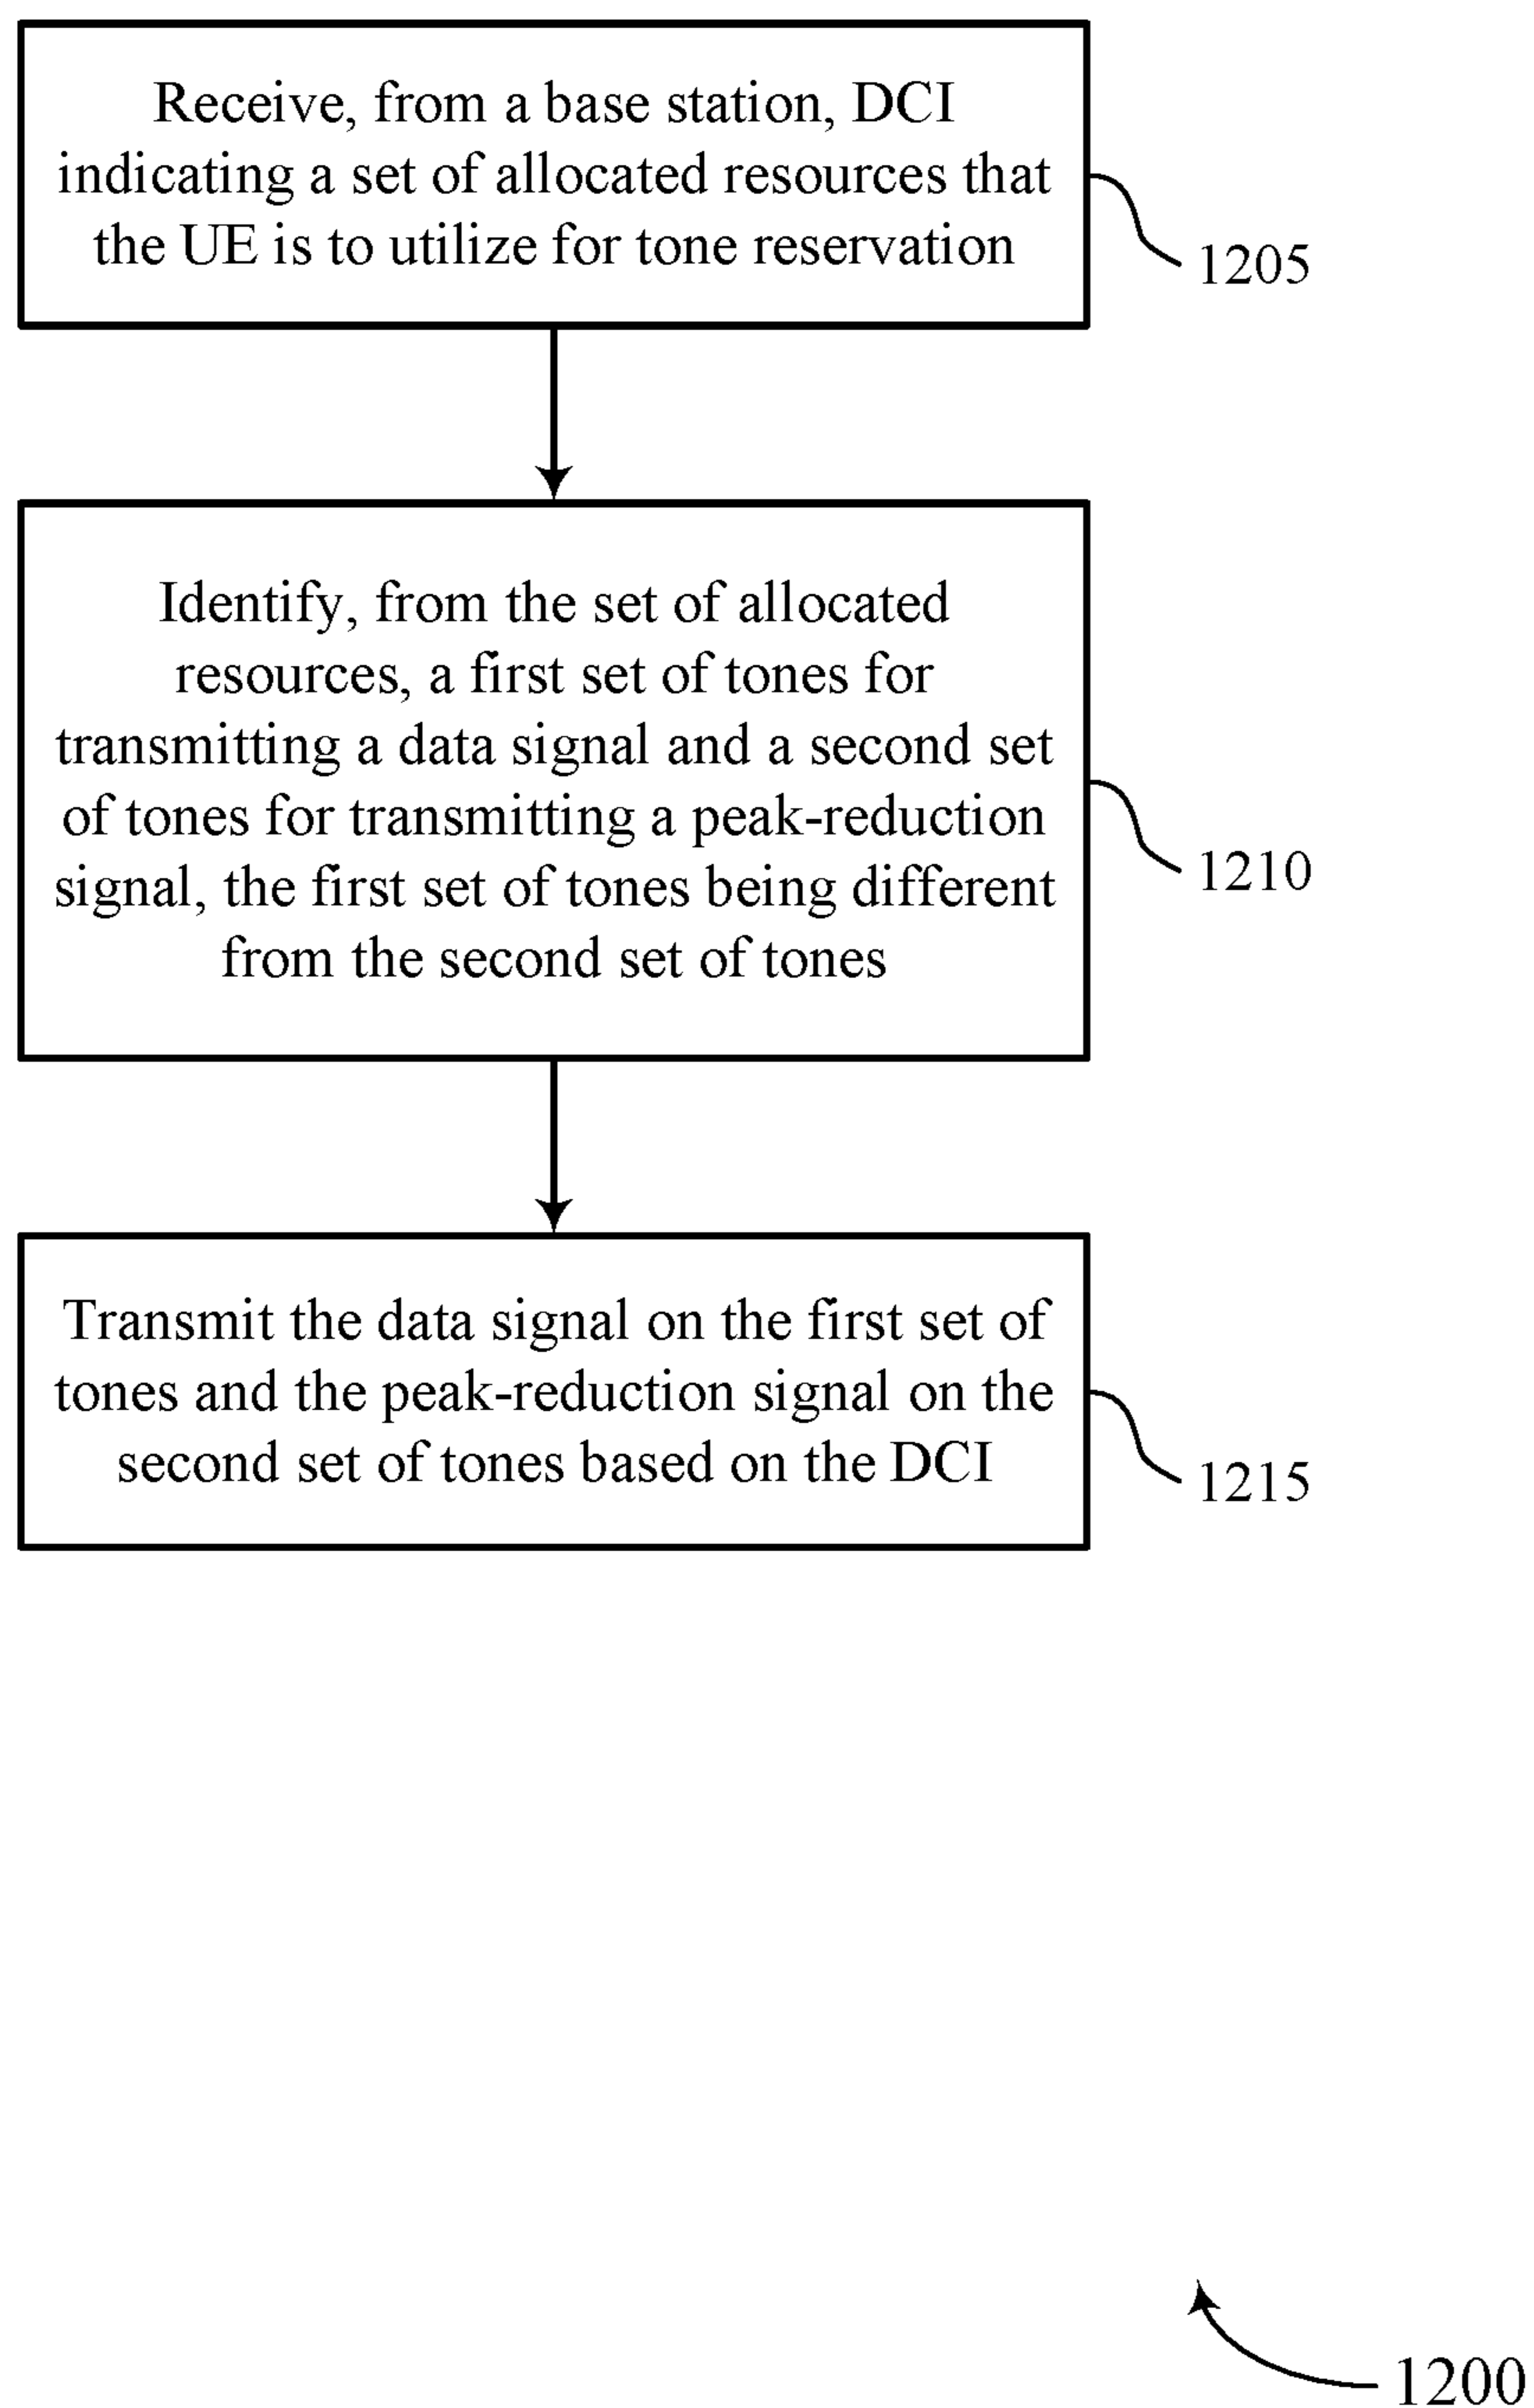 Receive, from a base station, DCI
indicating a set of allocated resources that
the UE is to utilize for tone reservation
1205
Identify, from the set of allocated
resources, a first set of tones for
transmitting a data signal and a second set
of tones for transmitting a peak-reduction
signal, the first set of tones being different
from the second set of tones
1210
Transmit the data signal on the first set of
tones and the peak-reduction signal on the
second set of tones based on the DCI
1215
1200